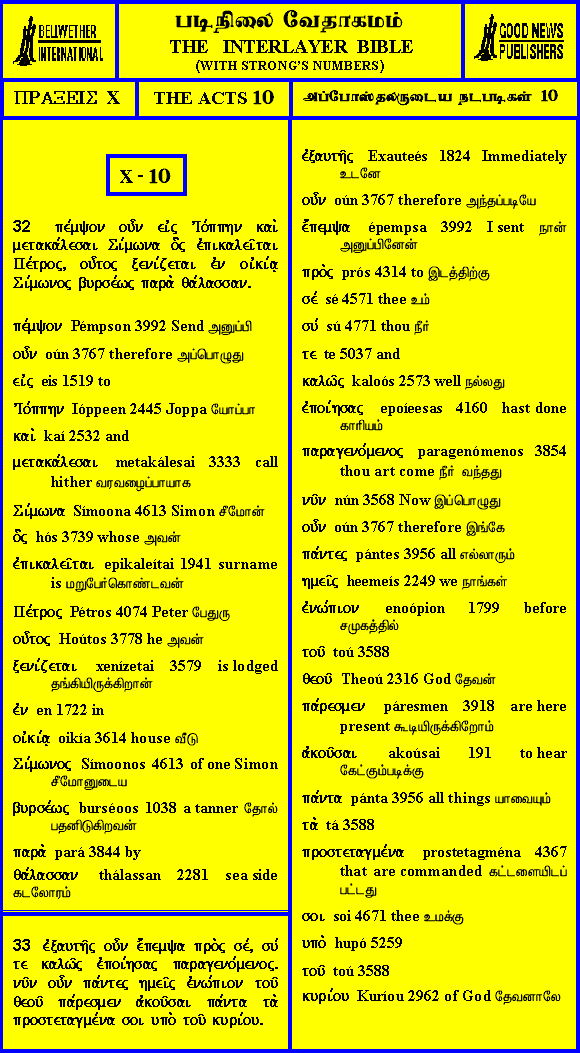 BELLWETHER
INTERNATIONAL
படிநிலை வேதாகமம்
THE INTERLAYER BIBLE
(WITH STRONG'S NUMBERS)
GOOD NEWS
PUBLISHERS
ΠΡΑΞΕΙΣ X
THE ACTS 10
அப்போஸ்தலருடைய நடபடிகள் 10
X - 10
32 πέμψον οὖν εἰς Ἰόππην καὶ
μετακάλεσαι Σίμωνα ὃς ἐπικαλεῖται
Πέτρος, οὗτος ξενίζεται ἐν οἰκίᾳ
Σίμωνος βυρσέως παρὰ θάλασσαν.
πέμψον Pémpson 3992 Send அனுப்பி
οὖν oún 3767 therefore அப்பொழுது
εἰς eis 1519 to
Ἰόππην Ióppeen 2445 Joppa யோப்பா
καὶ kaí 2532 and
μετακάλεσαι metakálesai 3333 call
hither வரவழைப்பாயாக
Σίμωνα Símoona 4613 Simon சீமோன்
ὃς hós 3739 whose அவன்
ἐπικαλεῖται epikaleítai 1941 surname
is மறுபேர்கொண்டவன்
Πέτρος Pétros 4074 Peter பேதுரு
οὗτος Hoútos 3778 he அவன்
ξενίζεται xenízetai 3579 is lodged
தங்கியிருக்கிறான்
ἐν en 1722 in
οἰκίᾳ oikía 3614 house வீடு
Σίμωνος Símoonos 4613 of one Simon
சீமோனுடைய
βυρσέως burséoos 1038 a tanner தோல்
பதனிடுகிறவன்
παρὰ pará 3844 by
θάλασσαν thálassan 2281 sea side
கடலோரம்
33 ἐξαυτῆς οὖν ἔπεμψα πρὸς σέ, σύ
τε καλῶς ἐποίησας παραγενόμενος.
νῦν οὖν πάντες ἡμεῖς ἐνώπιον τοῦ
θεοῦ πάρεσμεν ἀκοῦσαι πάντα τὰ
προστεταγμένα σοι ὑπὸ τοῦ κυρίου.
ἐξαυτῆς Exauteés 1824 Immediately
உடனே
οὖν oún 3767 therefore அந்தப்படியே
ἔπεμψα épempsa 3992 I sent நான்
அனுப்பினேன்
πρὸς prós 4314 to இடத்திற்கு
σέ sé 4571 thee உம்
σύ sú 4771 thou நீர்
τε te 5037 and
καλῶς kaloós 2573 well நல்லது
ἐποίησας epoíeesas 4160 hast done
காரியம்
παραγενόμενος paragenómenos 3854
thou art come நீர் வந்தது
νῦν nún 3568 Now இப்பொழுது
οὖν oún 3767 therefore இங்கே
πάντες pántes 3956 all எல்லாரும்
ἡμεῖς heemeís 2249 we நாங்கள்
ἐνώπιον enoópion 1799 before
சமுகத்தில்
τοῦ toú 3588
θεοῦ Theoú 2316 God தேவன்
πάρεσμεν páresmen 3918 are here
present கூடியிருக்கிறோம்
ἀκοῦσαι akoúsai 191 to hear
கேட்கும்படிக்கு
πάντα pánta 3956 all things யாவையும்
τὰ tá 3588
προστεταγμένα prostetagména 4367
that are commanded கட்டளையிடப்
பட்டது
σοι soi 4671 thee உமக்கு
ὑπὸ hupó 5259
τοῦ toú 3588
κυρίου Kuríou 2962 of God தேவனாலே